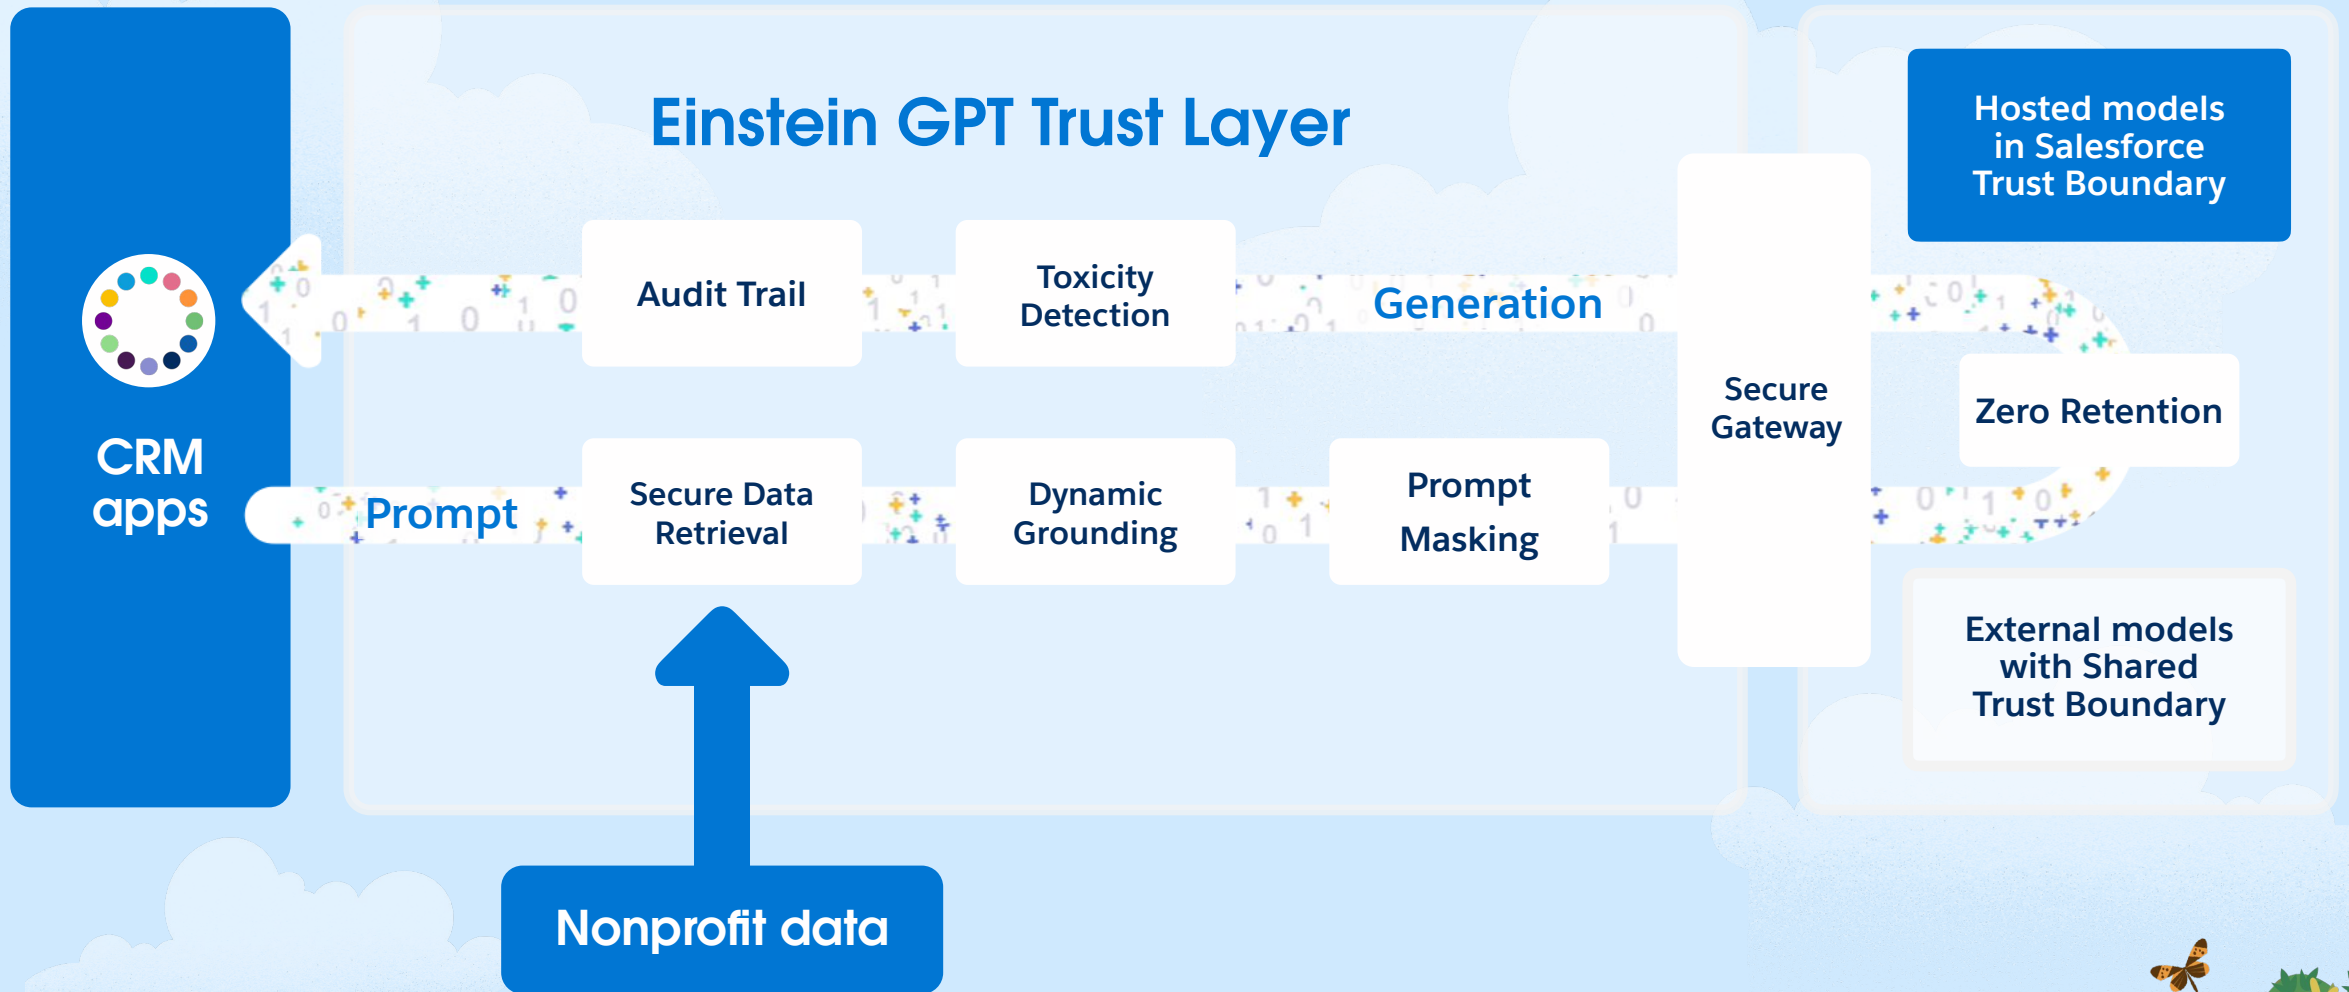 Einstein GPT Trust Layer
Hosted models
in Salesforce
Trust Boundary
Audit Trail
Toxicity
Detection
Generation
Secure
Gateway
Zero Retention
CRM
apps
Prompt
Secure Data
Retrieval
Dynamic
Grounding
Prompt
Masking
External models
with Shared
Trust Boundary
Nonprofit data